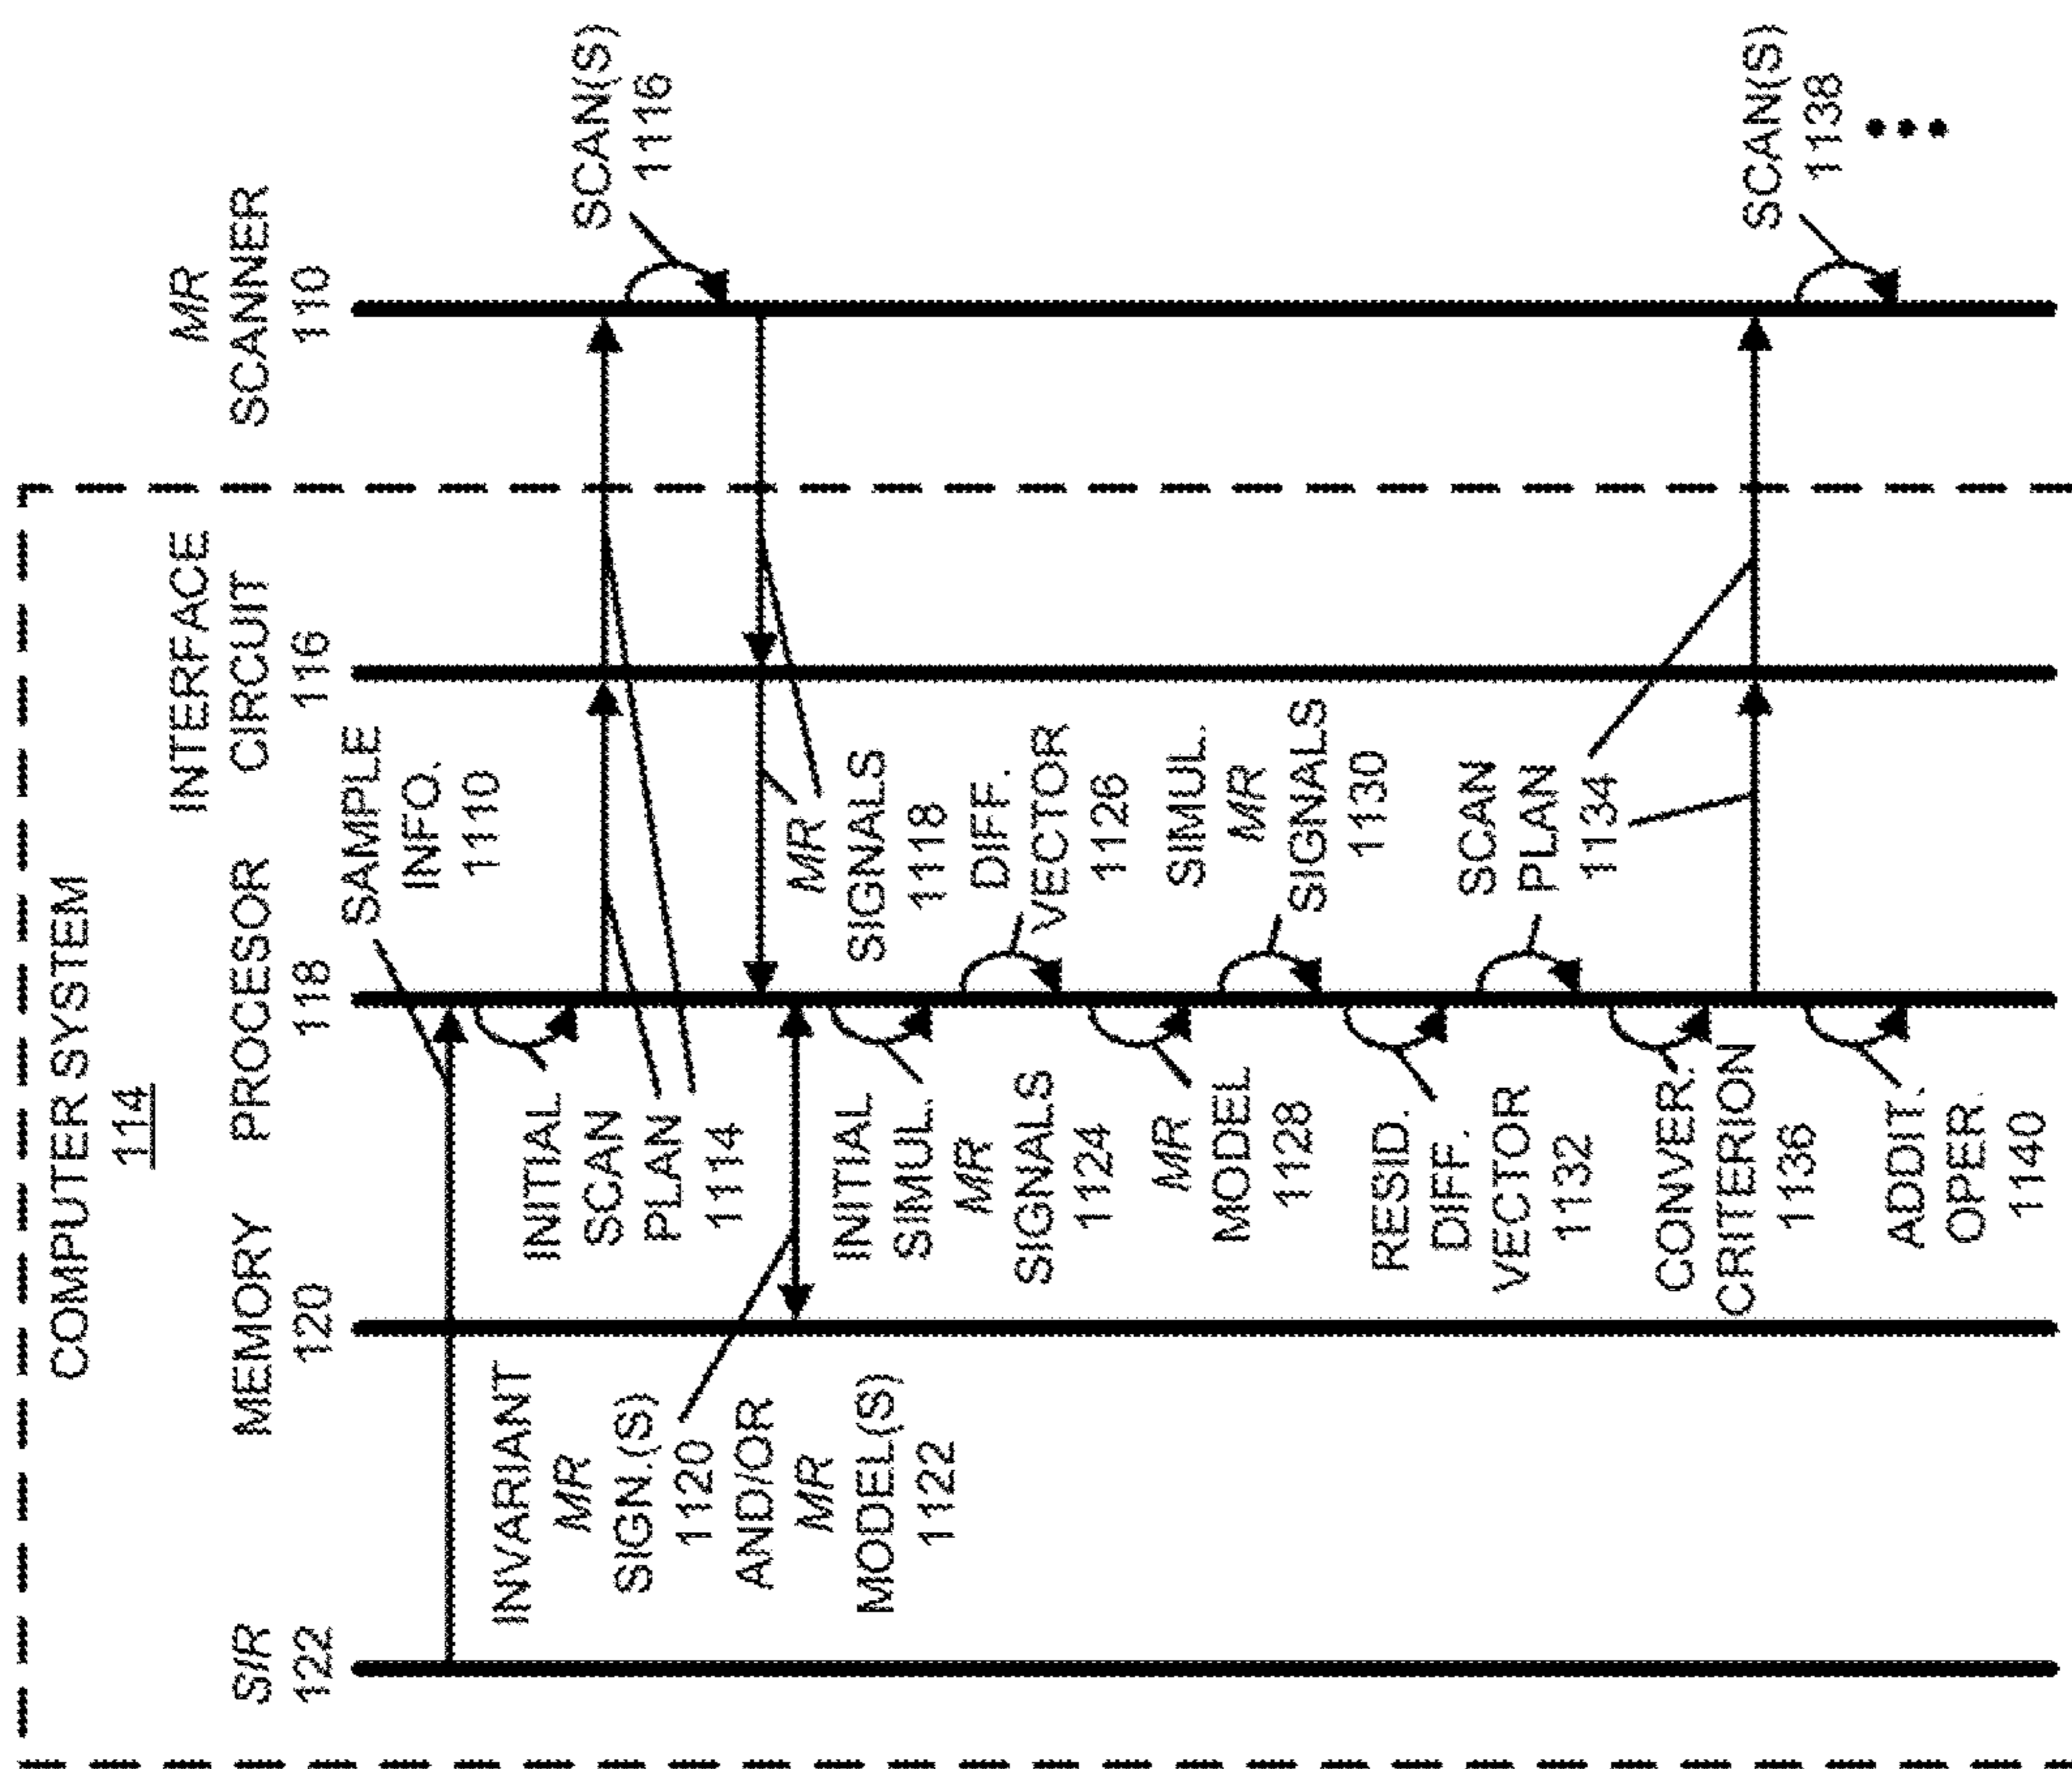 COMPUTER SYSTEM
114
SIR
122
MEMORY
120
PROCESOR
118
INTERFACE
CIRCUIT
116
MR
SCANNER
110
SAMPLE
INFO.
1110
INITIAL
SCAN
PLAN
1114
SCAN(S)
1116
MR
SIGNALS
1118
INVARIANT
MR
SIGN.(S)
1120
AND/OR
MR
MODEL(S)
1122
INITIAL
SIMUL.
MR
SIGNALS
1124
DIFF.
VECTOR
1126
MR
MODEL
1128
SIMUL.
MR
SIGNALS
1130
RESID.
DIFF.
VECTOR
1132
SCAN
PLAN
1134
CONVER.
CRITERION
1136
SCAN(S)
1138
ADDIT.
OPER.
1140